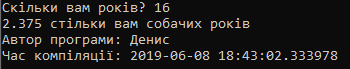 Скільки вам років? 16
2.375 стільки вам собачих років
Автор програми: Денис
Час компіляції: 2019-06-08 18:43:02.333978